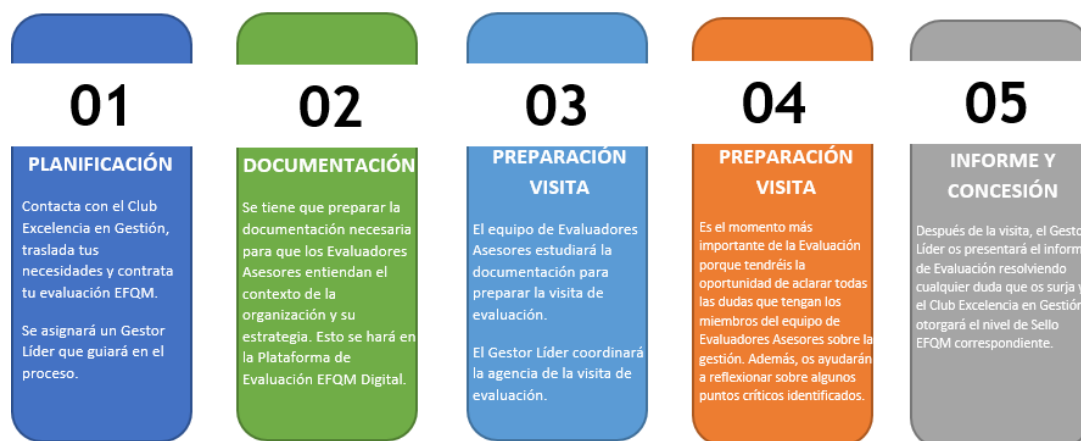 01
PLANIFICACIÓN
Contacta con el Club
Excelencia en Gestión,
traslada tus
necesidades y contrata
tu evaluación EFQM.
Se asignará un Gestor
Líder que guiará en el
proceso.
02
DOCUMENTACIÓN
Se tiene que preparar la
documentación necesaria
para que los Evaluadores
Asesores entiendan el
contexto de la
organización y su
estrategia. Esto se hará en
la Plataforma de
Evaluación EFQM Digital.
03
PREPARACIÓN
VISITA
El equipo de Evaluadores
Asesores estudiará la
documentación para
preparar la visita de
evaluación.
El Gestor Líder coordinará
la agencia de la visita de
evaluación.
04
PREPARACIÓN
VISITA
Es el momento más
importante de la Evaluación
porque tendréis la
oportunidad de aclarar todas
las dudas que tengan los
miembros del equipo de
Evaluadores Asesores sobre la
gestión. Además, os ayudarán
a reflexionar sobre algunos
puntos críticos identificados.
05
INFORME Y
CONCESIÓN
Después de la visita, el Gestor
Líder os presentará el informe
de Evaluación resolviendo
cualquier duda que os surja y
el Club Excelencia en Gestión
otorgará el nivel de Sello
EFQM correspondiente.